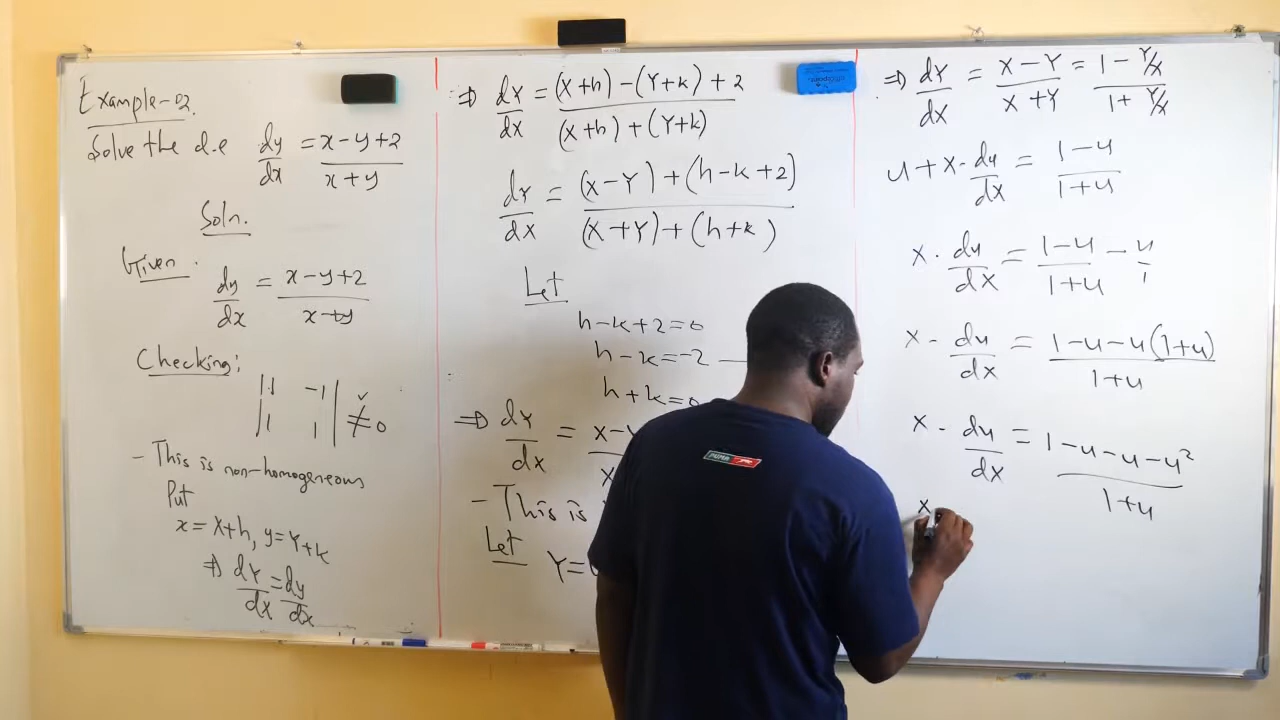 Example-02.
Solve the d.e dy/dx = x-y+2/x+y
Soln.
Given.
dy/dx = x-y+2/x+y
Checking:
|1 -1|
|1 1| ≠ 0
- This is non-homogeneous
Put
x = X+h, y = Y+k
⇒ dY/dX = dy/dx
⇒ dY/dX = (X+h)-(Y+k)+2/(X+h)+(Y+k)
dY/dX = (X-Y)+(h-k+2)/(X+Y)+(h+k)
Let
h-k+2=0
h-k=-2
h+k=0
⇒ dY/dX = X-Y
- This is
Let Y=
⇒ dY/dX = X-Y/X+Y = 1-Y/X/1+Y/X
u+X·du/dX = 1-u/1+u
X·du/dX = 1-u/1+u - u/1
X·du/dX = 1-u-u(1+u)/1+u
X·du/dX = 1-u-u-u²/1+u
X